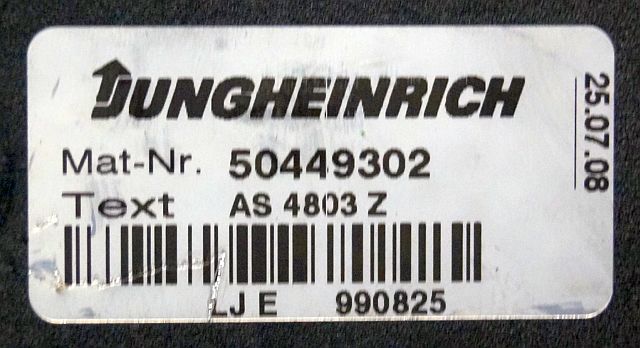 JUNGHEINRICH
Mat-Nr. 50449302
Text AS 4803 Z
LJ E 990825
25.07.08